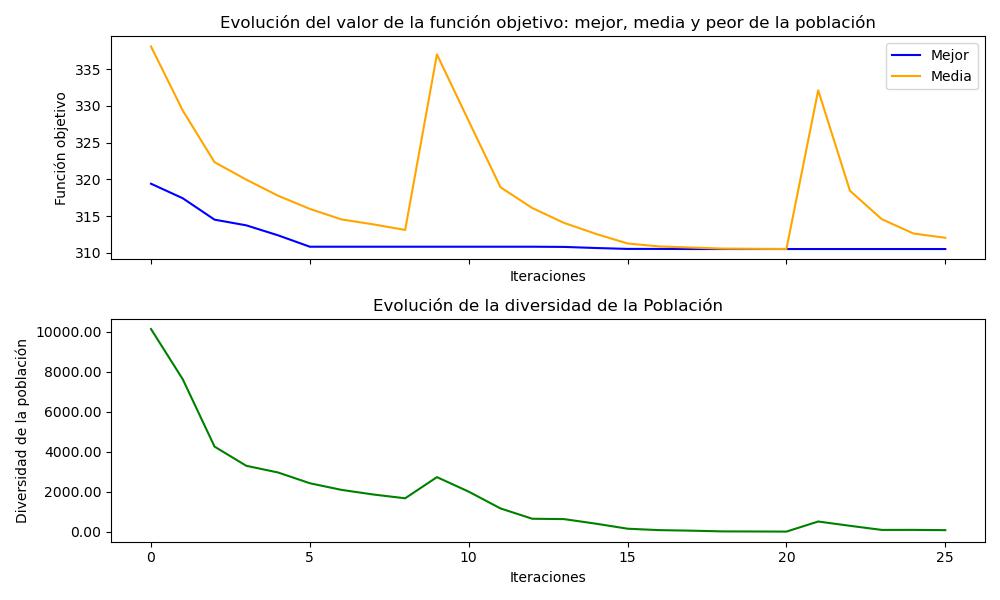 Evolución del valor de la función objetivo: mejor, media y peor de la población
Mejor
Media
Función objetivo
335
330
325
320
315
310
Iteraciones
Evolución de la diversidad de la Población
Diversidad de la población
10000.00
8000.00
6000.00
4000.00
2000.00
0.00
0 5 10 15 20 25
Iteraciones